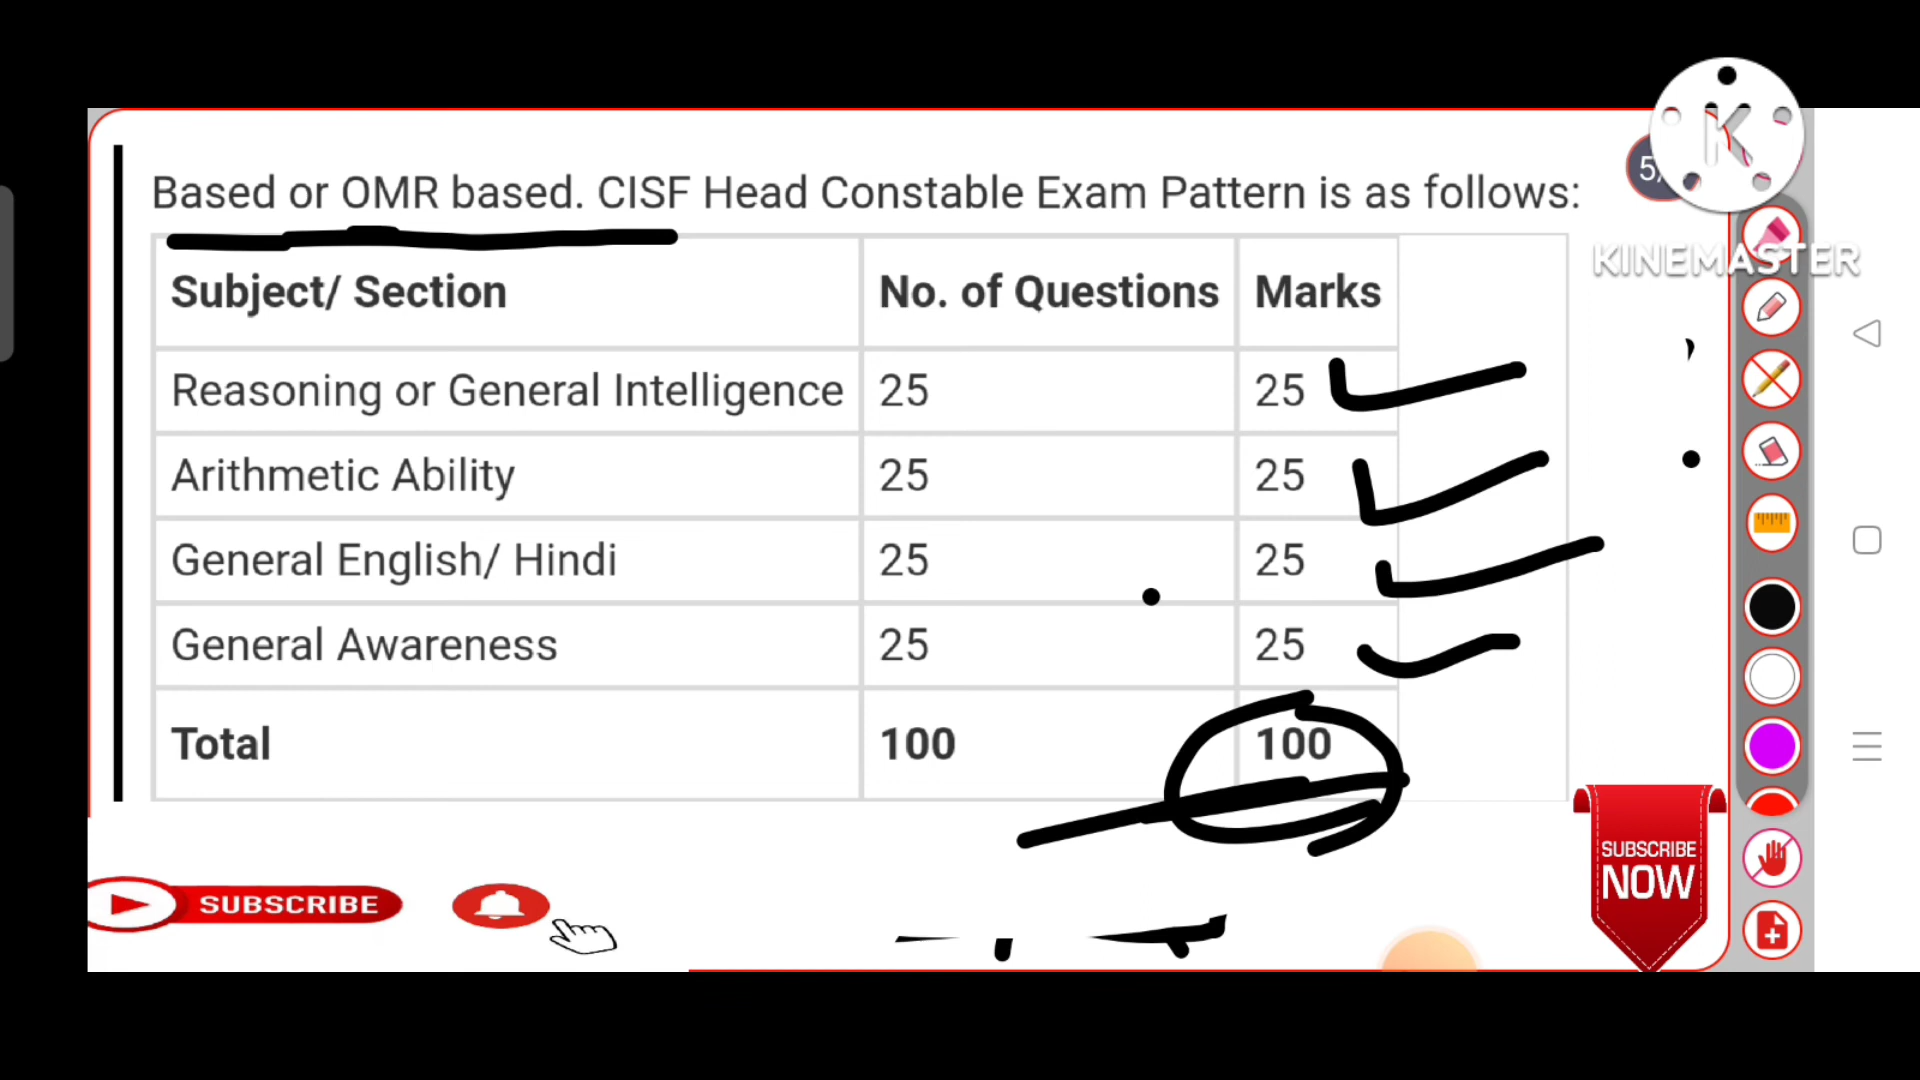 Based or OMR based. CISF Head Constable Exam Pattern is as follows:
Subject/ Section No. of Questions Marks
Reasoning or General Intelligence 25 25
Arithmetic Ability 25 25
General English/ Hindi 25 25
General Awareness 25 25
Total 100 100
K
KINEMASTER
SUBSCRIBE
SUBSCRIBE
NOW